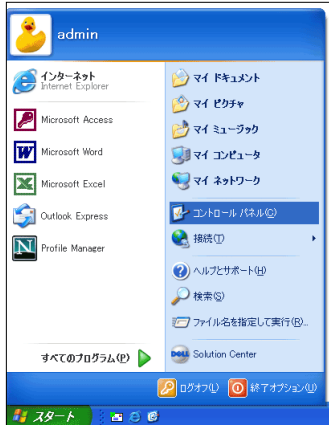 admin
インターネット
Internet Explorer
Microsoft Access
Microsoft Word
Microsoft Excel
Outlook Express
Profile Manager
すべてのプログラム(P)
マイ ドキュメント
マイ ピクチャ
マイ ミュージック
マイ コンピュータ
マイ ネットワーク
コントロール パネル(C)
接続(T)
ヘルプとサポート(H)
検索(S)
ファイル名を指定して実行(R)...
DELL Solution Center
ログオフ(L) 終了オプション(U)
スタート